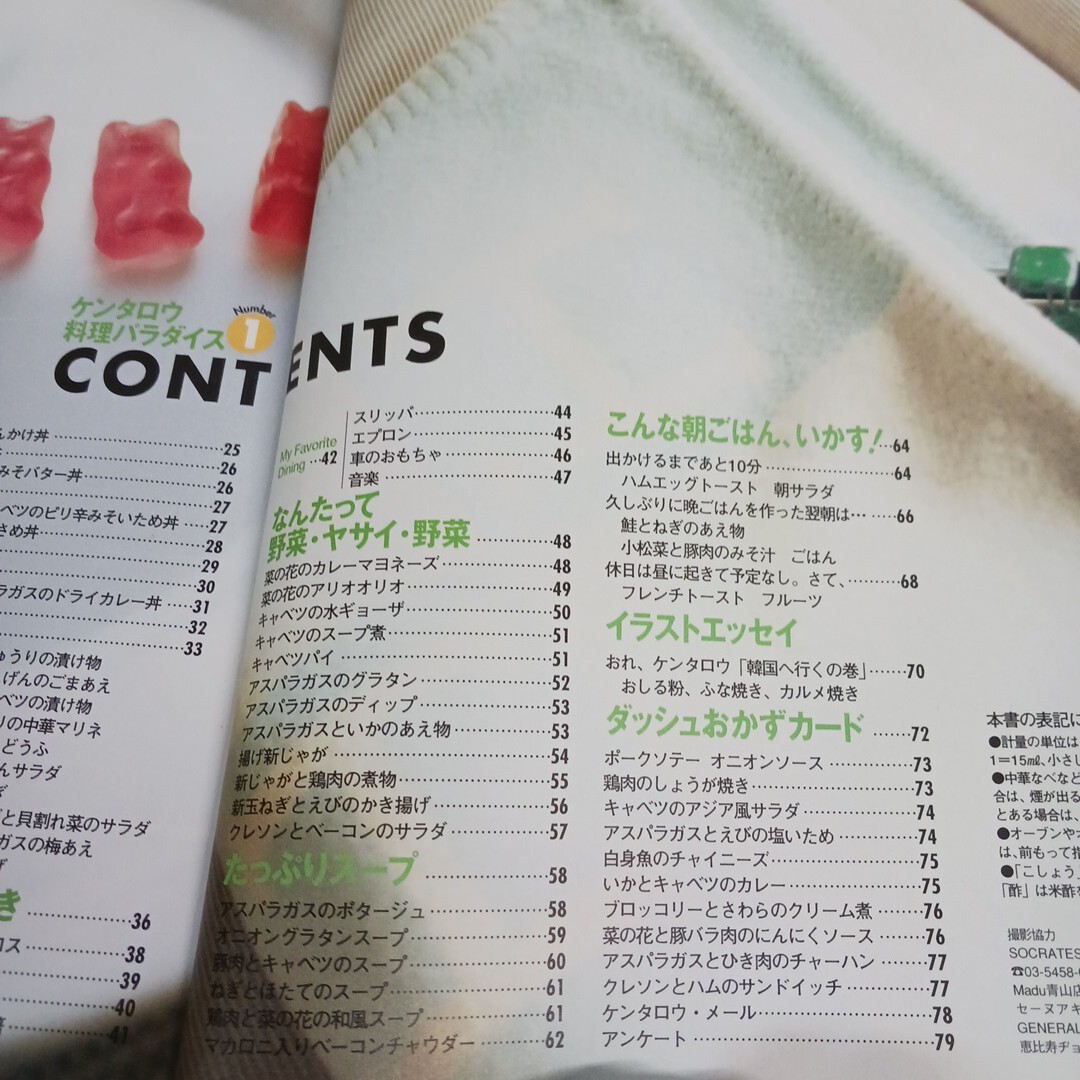 ケンタロウ
料理パラダイス
Number
1
CONTENTS
んかけ丼 25
26
みそバター丼 26
27
ベツのピリ辛みそいため丼 27
さめ丼 28
29
30
ラガスのドライカレー丼 31
32
33
ゅうりの漬け物
げんのごまあえ
ベツの漬け物
リの中華マリネ
どうふ
んサラダ
と貝割れ菜のサラダ
ガスの梅あえ
き 36
ロス 38
39
40
41
My Favorite
Dining 42
スリッパ 44
エプロン 45
車のおもちゃ 46
音楽 47
なんたって
野菜・ヤサイ・野菜 48
菜の花のカレーマヨネーズ 48
菜の花のアリオオリオ 49
キャベツの水ギョーザ 50
キャベツのスープ煮 51
キャベツパイ 51
アスパラガスのグラタン 52
アスパラガスのディップ 53
アスパラガスといかのあえ物 53
揚げ新じゃが 54
新じゃがと鶏肉の煮物 55
新玉ねぎとえびのかき揚げ 56
クレソンとベーコンのサラダ 57
たっぷりスープ 58
アスパラガスのポタージュ 58
オニオングラタンスープ 59
豚肉とキャベツのスープ 60
ねぎとほたてのスープ 61
鶏肉と菜の花の和風スープ 61
マカロニ入りベーコンチャウダー 62
こんな朝ごはん、いかす! 64
出かけるまであと10分 64
ハムエッグトースト 朝サラダ
久しぶりに晩ごはんを作った翌朝は… 66
鮭とねぎのあえ物
小松菜と豚肉のみそ汁 ごはん
休日は昼に起きて予定なし。さて、 68
フレンチトースト フルーツ
イラストエッセイ
おれ、ケンタロウ「韓国へ行くの巻」 70
おしる粉、ふな焼き、カルメ焼き
ダッシュおかずカード 72
ポークソテー オニオンソース 73
鶏肉のしょうが焼き 73
キャベツのアジア風サラダ 74
アスパラガスとえびの塩いため 74
白身魚のチャイニーズ 75
いかとキャベツのカレー 75
ブロッコリーとさわらのクリーム煮 76
菜の花と豚バラ肉のにんにくソース 76
アスパラガスとひき肉のチャーハン 77
クレソンとハムのサンドイッチ 77
ケンタロウ・メール 78
アンケート 79
本書の表記に
●計量の単位は
1=15㎖、小さじ
●中華なべなど
合は、煙が出る
とある場合は、
●オーブンや
は、前もって指
●「こしょう」
「酢」は米酢を
撮影協力
SOCRATES
☎03-5458-
Madu青山店
セーヌアキ
GENERAL
恵比寿ヂョ